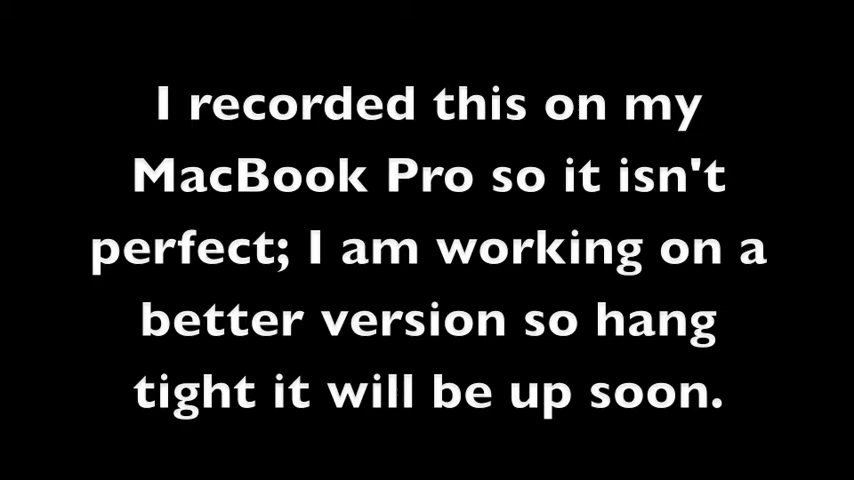 I recorded this on my
MacBook Pro so it isn't
perfect; I am working on a
better version so hang
tight it will be up soon.